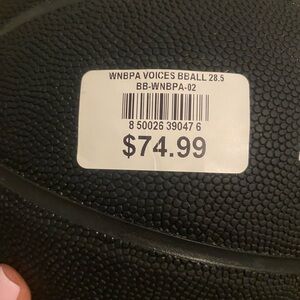 WNBPA VOICES BBALL 28.5
BB-WNBPA-02
8 50026 39047 6
$74.99